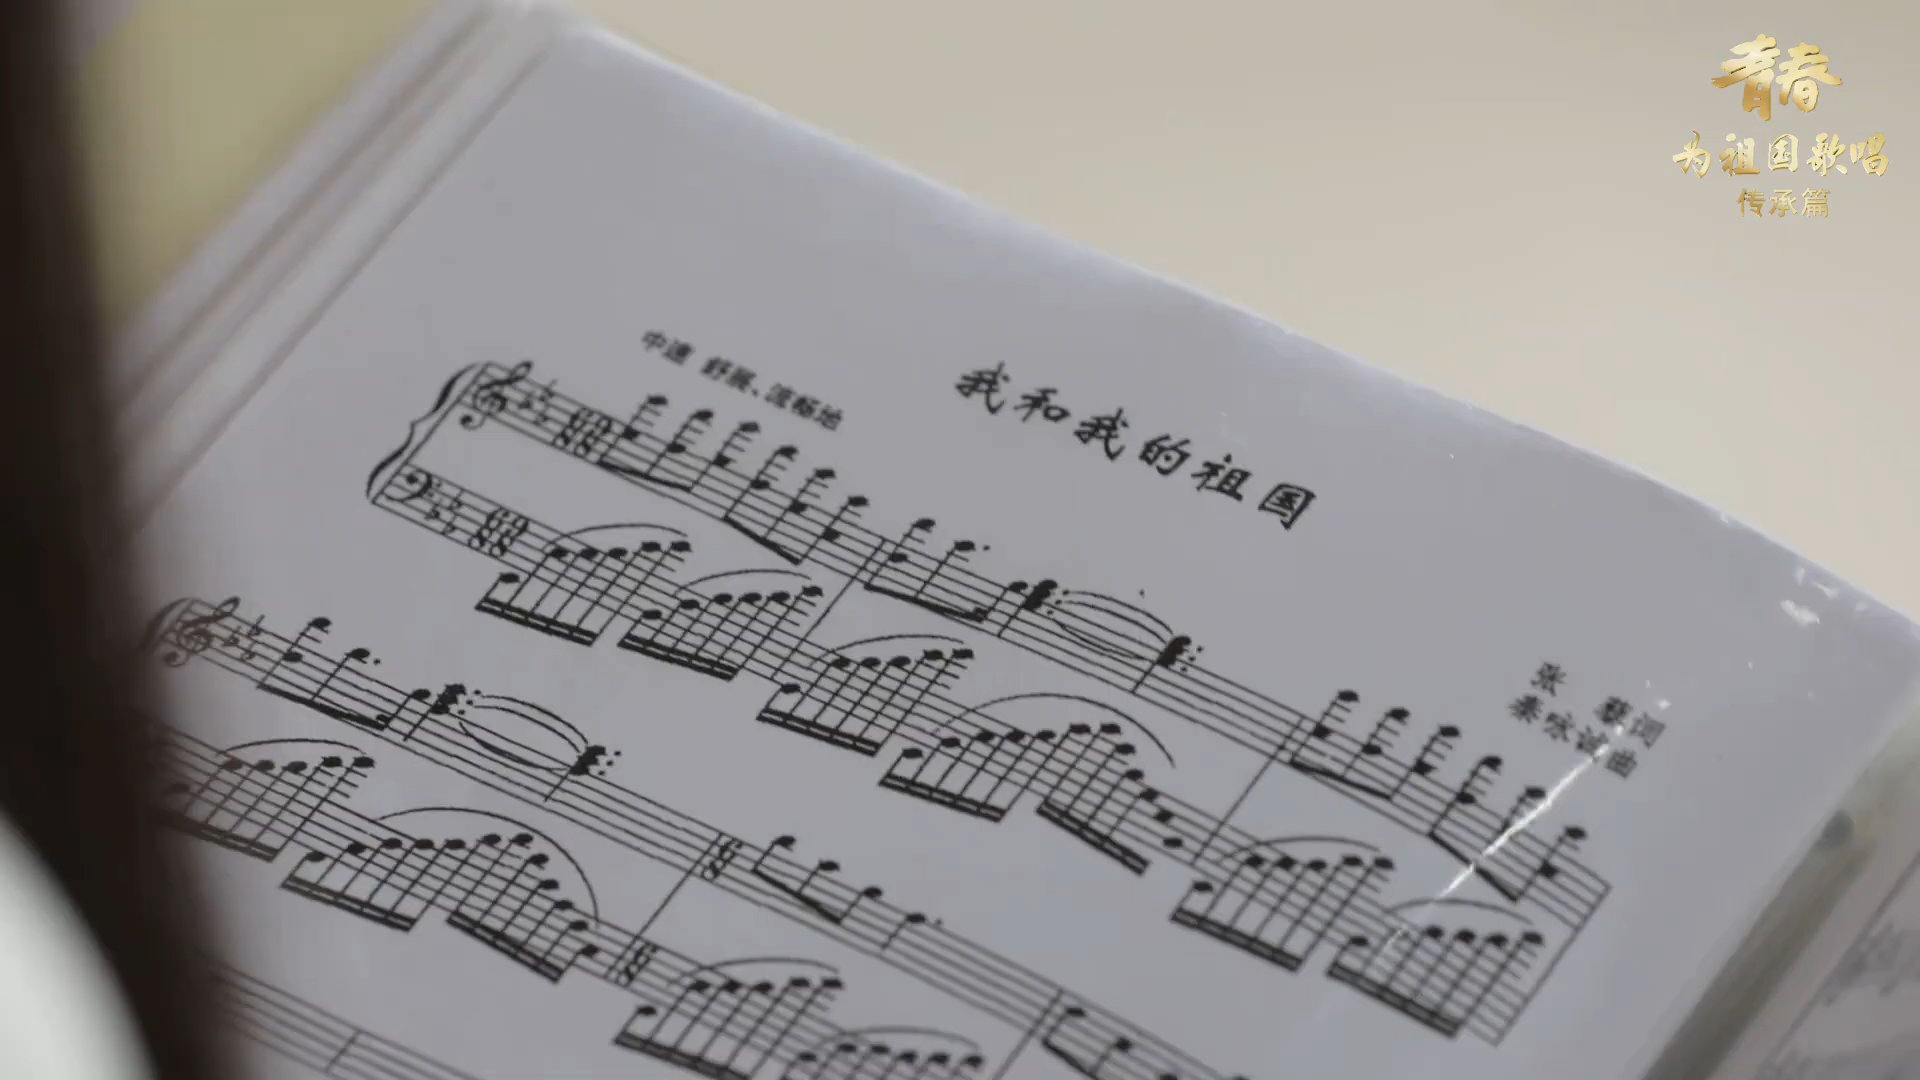 青春
为祖国歌唱
传承篇
我和我的祖国
中速 舒展、流畅地
张 藜词
秦咏诚曲